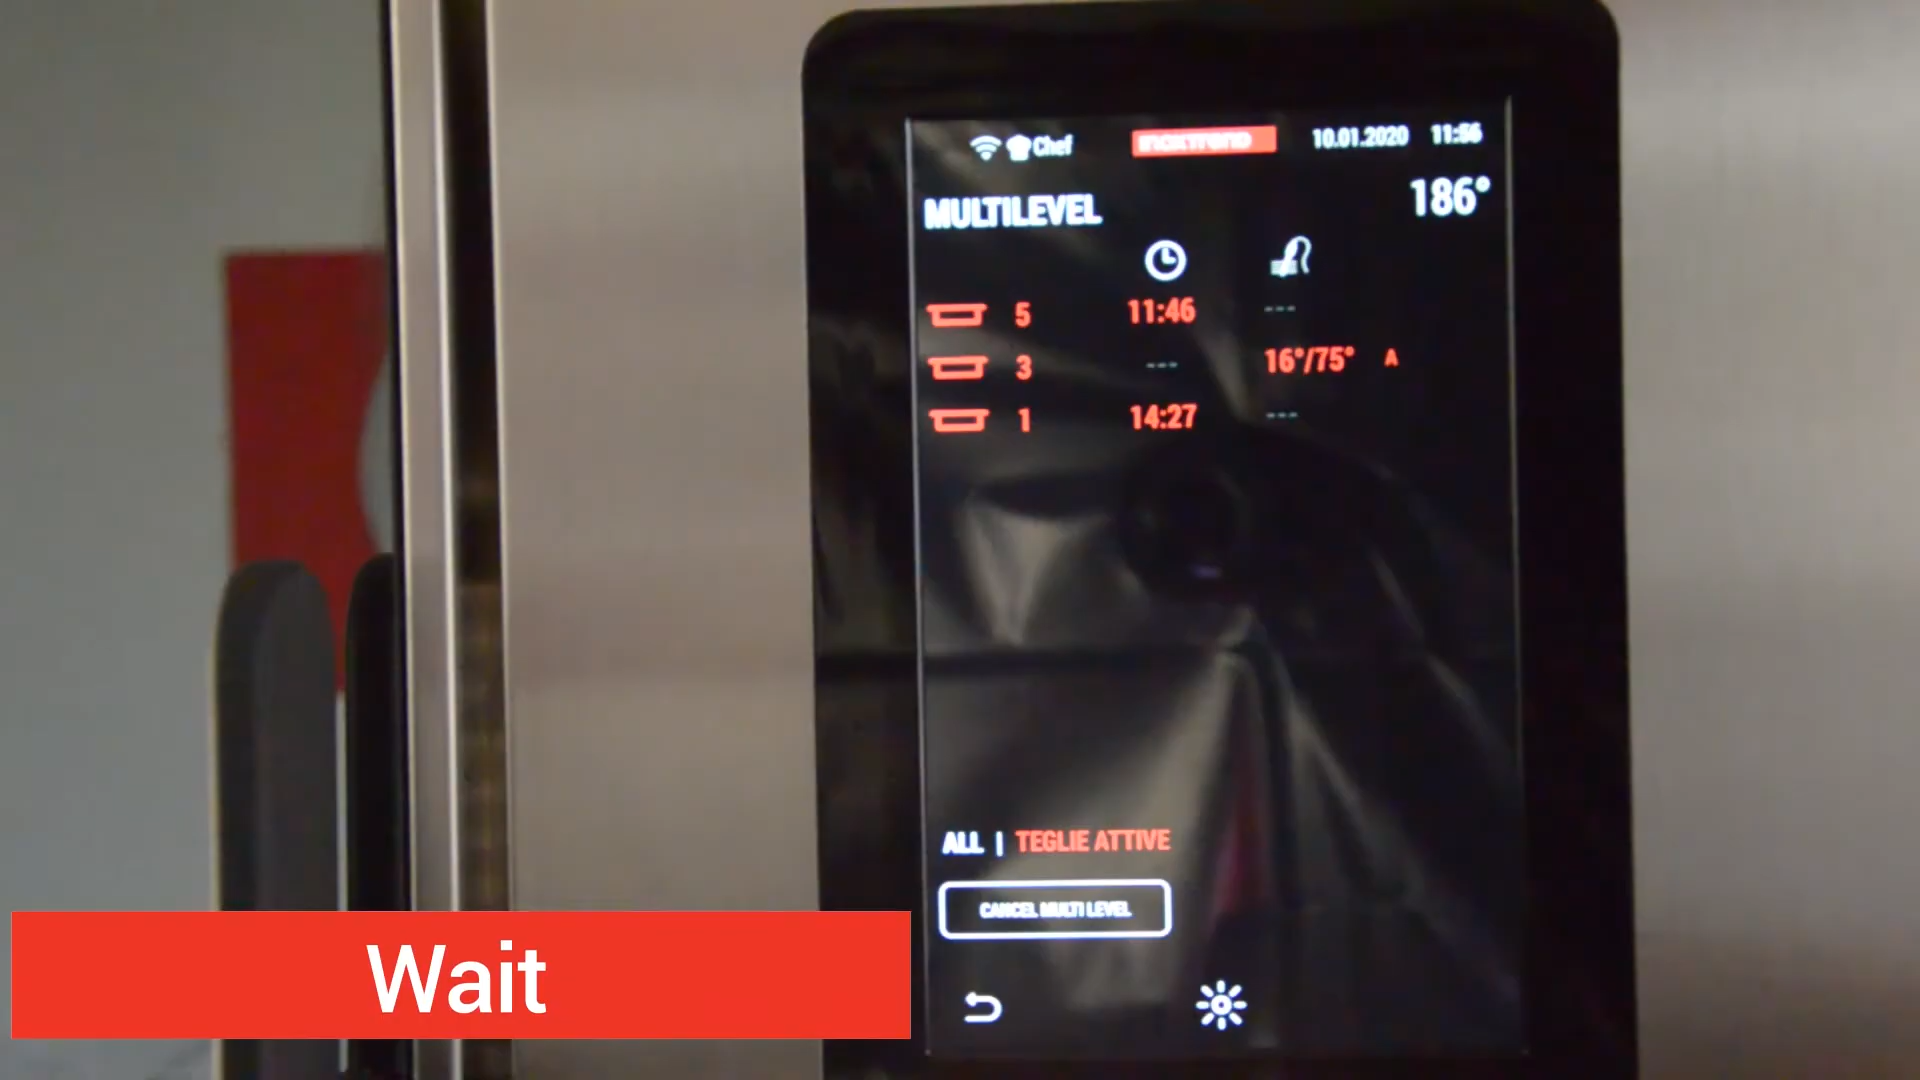 Chef inoxtrend 10.01.2020 11:56
MULTILEVEL 186°
5 11:46 ---
3 --- 16°/75° A
1 14:27 ---
ALL | TEGLIE ATTIVE
CANCEL MULTI LEVEL
Wait